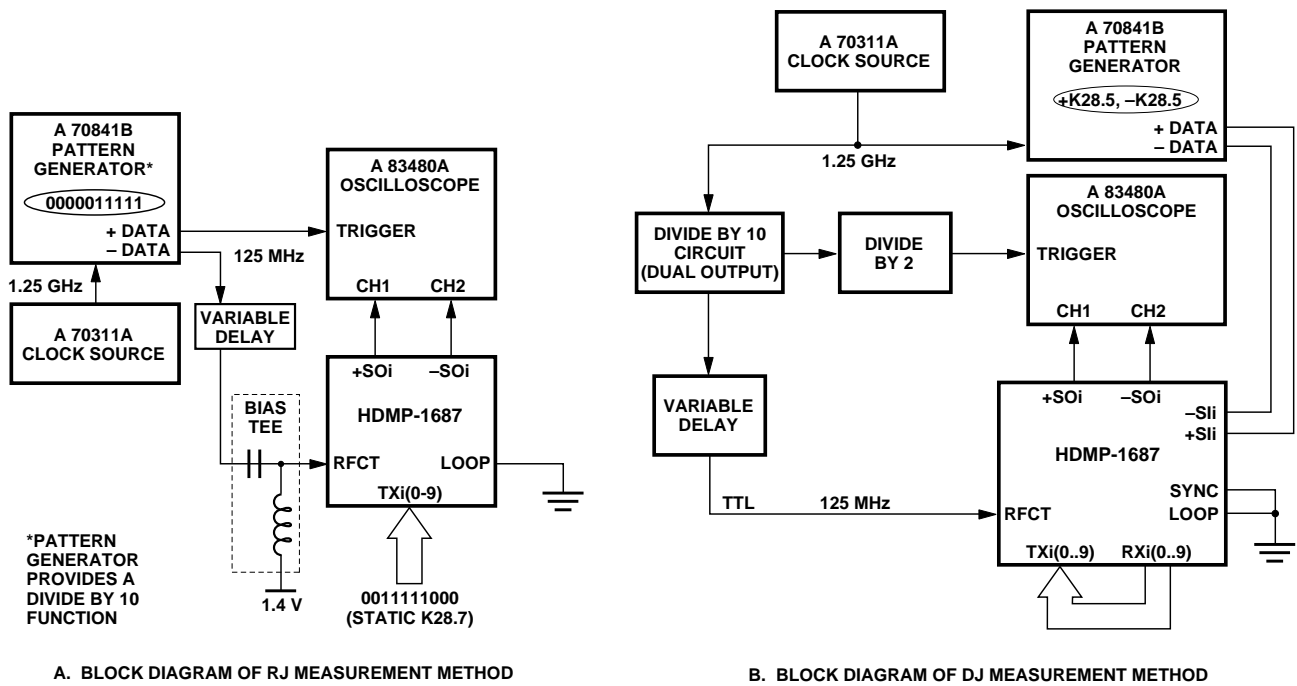 A 70841B
PATTERN
GENERATOR*
0000011111
+ DATA
– DATA
1.25 GHz
A 70311A
CLOCK SOURCE
125 MHz
VARIABLE
DELAY
A 83480A
OSCILLOSCOPE
TRIGGER
CH1 CH2
+SOi –SOi
HDMP-1687
RFCT LOOP
TXi(0-9)
BIAS
TEE
1.4 V
0011111000
(STATIC K28.7)
*PATTERN
GENERATOR
PROVIDES A
DIVIDE BY 10
FUNCTION
A. BLOCK DIAGRAM OF RJ MEASUREMENT METHOD
A 70311A
CLOCK SOURCE
A 70841B
PATTERN
GENERATOR
+K28.5, –K28.5
+ DATA
– DATA
1.25 GHz
DIVIDE BY 10
CIRCUIT
(DUAL OUTPUT)
DIVIDE
BY 2
A 83480A
OSCILLOSCOPE
TRIGGER
CH1 CH2
VARIABLE
DELAY
+SOi –SOi
–SIi
+SIi
HDMP-1687
SYNC
LOOP
TTL 125 MHz
RFCT
TXi(0..9) RXi(0..9)
B. BLOCK DIAGRAM OF DJ MEASUREMENT METHOD